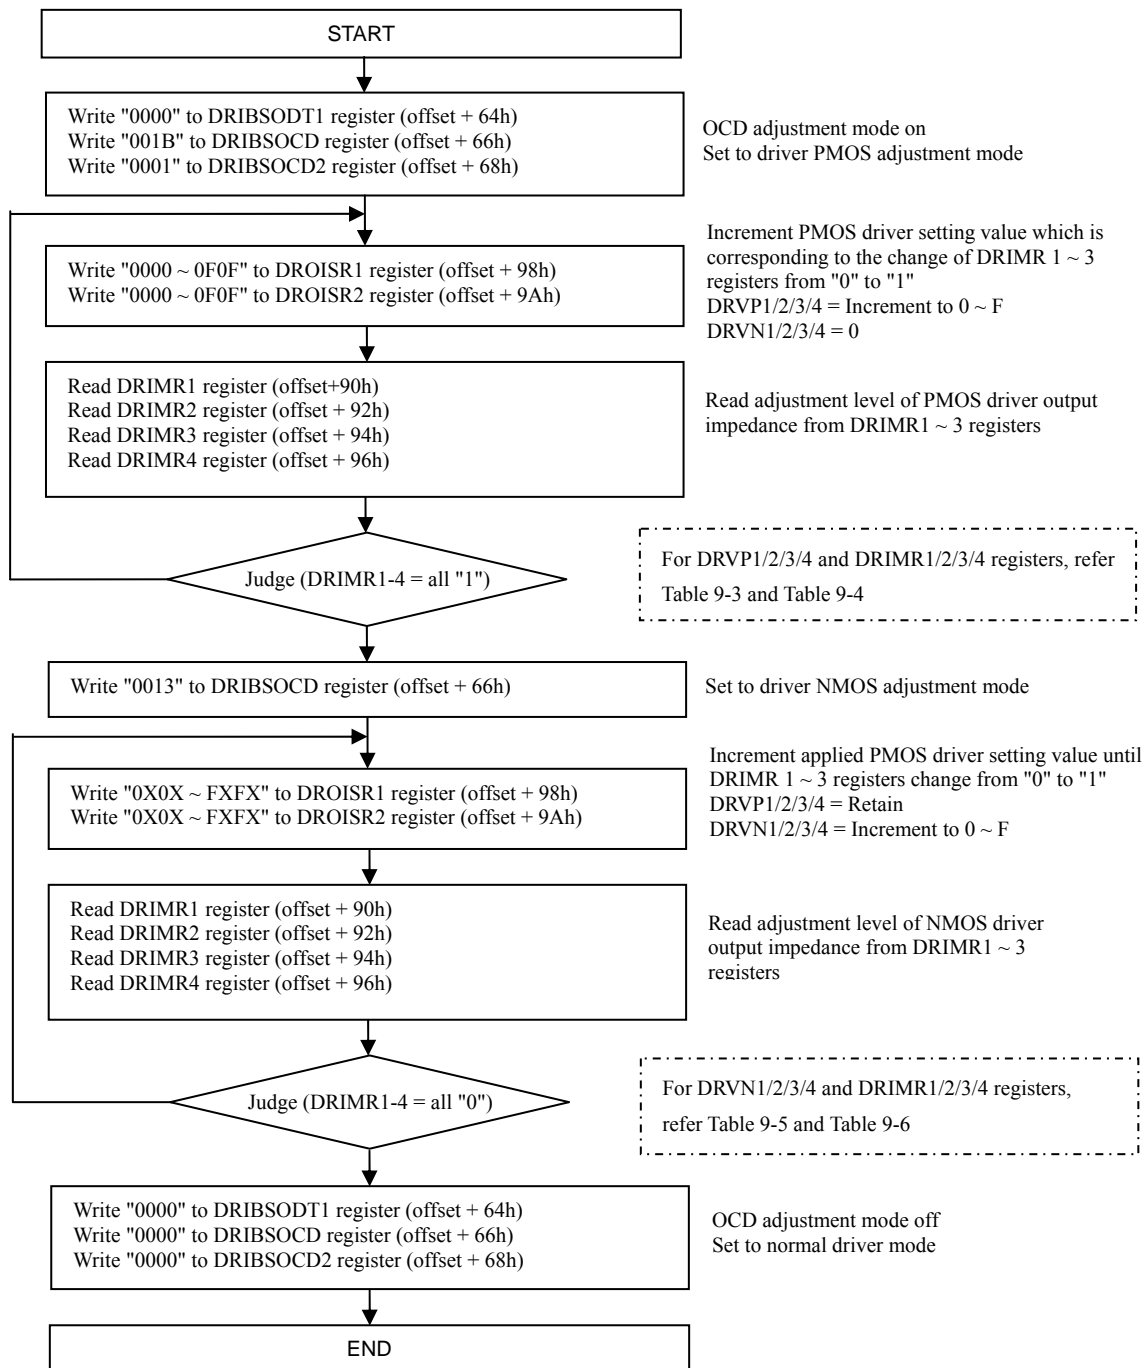 START
Write "0000" to DRIBSODT1 register (offset + 64h)
Write "001B" to DRIBSOCD register (offset + 66h)
Write "0001" to DRIBSOCD2 register (offset + 68h)
OCD adjustment mode on
Set to driver PMOS adjustment mode
Write "0000 ~ 0F0F" to DROISR1 register (offset + 98h)
Write "0000 ~ 0F0F" to DROISR2 register (offset + 9Ah)
Increment PMOS driver setting value which is
corresponding to the change of DRIMR 1 ~ 3
registers from "0" to "1"
DRVP1/2/3/4 = Increment to 0 ~ F
DRVN1/2/3/4 = 0
Read DRIMR1 register (offset+90h)
Read DRIMR2 register (offset + 92h)
Read DRIMR3 register (offset + 94h)
Read DRIMR4 register (offset + 96h)
Read adjustment level of PMOS driver output
impedance from DRIMR1 ~ 3 registers
Judge (DRIMR1-4 = all "1")
For DRVP1/2/3/4 and DRIMR1/2/3/4 registers, refer
Table 9-3 and Table 9-4
Write "0013" to DRIBSOCD register (offset + 66h)
Set to driver NMOS adjustment mode
Write "0X0X ~ FXFX" to DROISR1 register (offset + 98h)
Write "0X0X ~ FXFX" to DROISR2 register (offset + 9Ah)
Increment applied PMOS driver setting value until
DRIMR 1 ~ 3 registers change from "0" to "1"
DRVP1/2/3/4 = Retain
DRVN1/2/3/4 = Increment to 0 ~ F
Read DRIMR1 register (offset + 90h)
Read DRIMR2 register (offset + 92h)
Read DRIMR3 register (offset + 94h)
Read DRIMR4 register (offset + 96h)
Read adjustment level of NMOS driver
output impedance from DRIMR1 ~ 3
registers
Judge (DRIMR1-4 = all "0")
For DRVN1/2/3/4 and DRIMR1/2/3/4 registers,
refer Table 9-5 and Table 9-6
Write "0000" to DRIBSODT1 register (offset + 64h)
Write "0000" to DRIBSOCD register (offset + 66h)
Write "0000" to DRIBSOCD2 register (offset + 68h)
OCD adjustment mode off
Set to normal driver mode
END